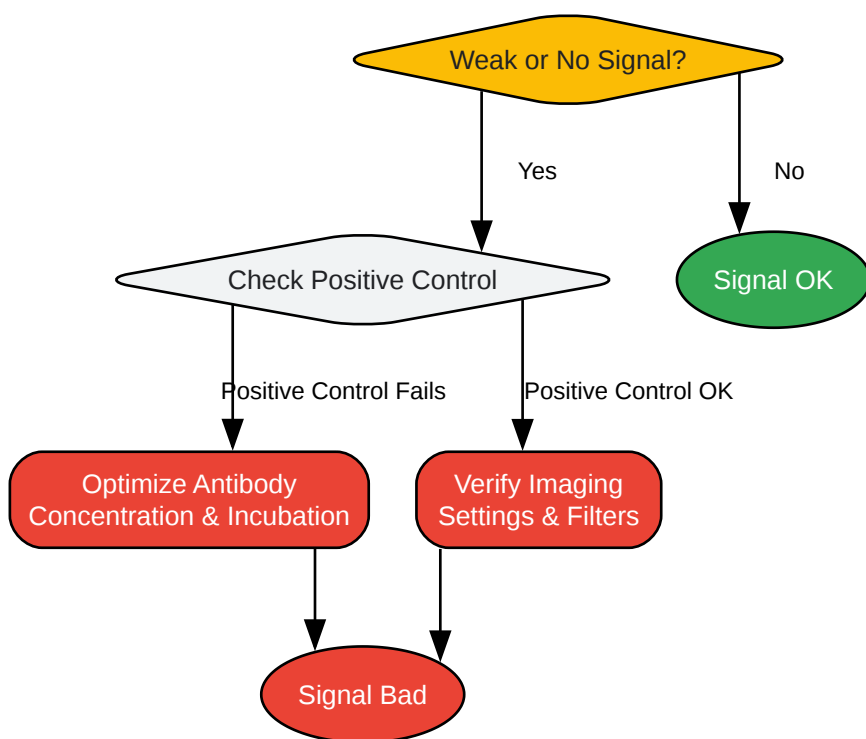 Weak or No Signal?
Yes
No
Check Positive Control
Signal OK
Positive Control Fails
Positive Control OK
Optimize Antibody
Concentration & Incubation
Verify Imaging
Settings & Filters
Signal Bad